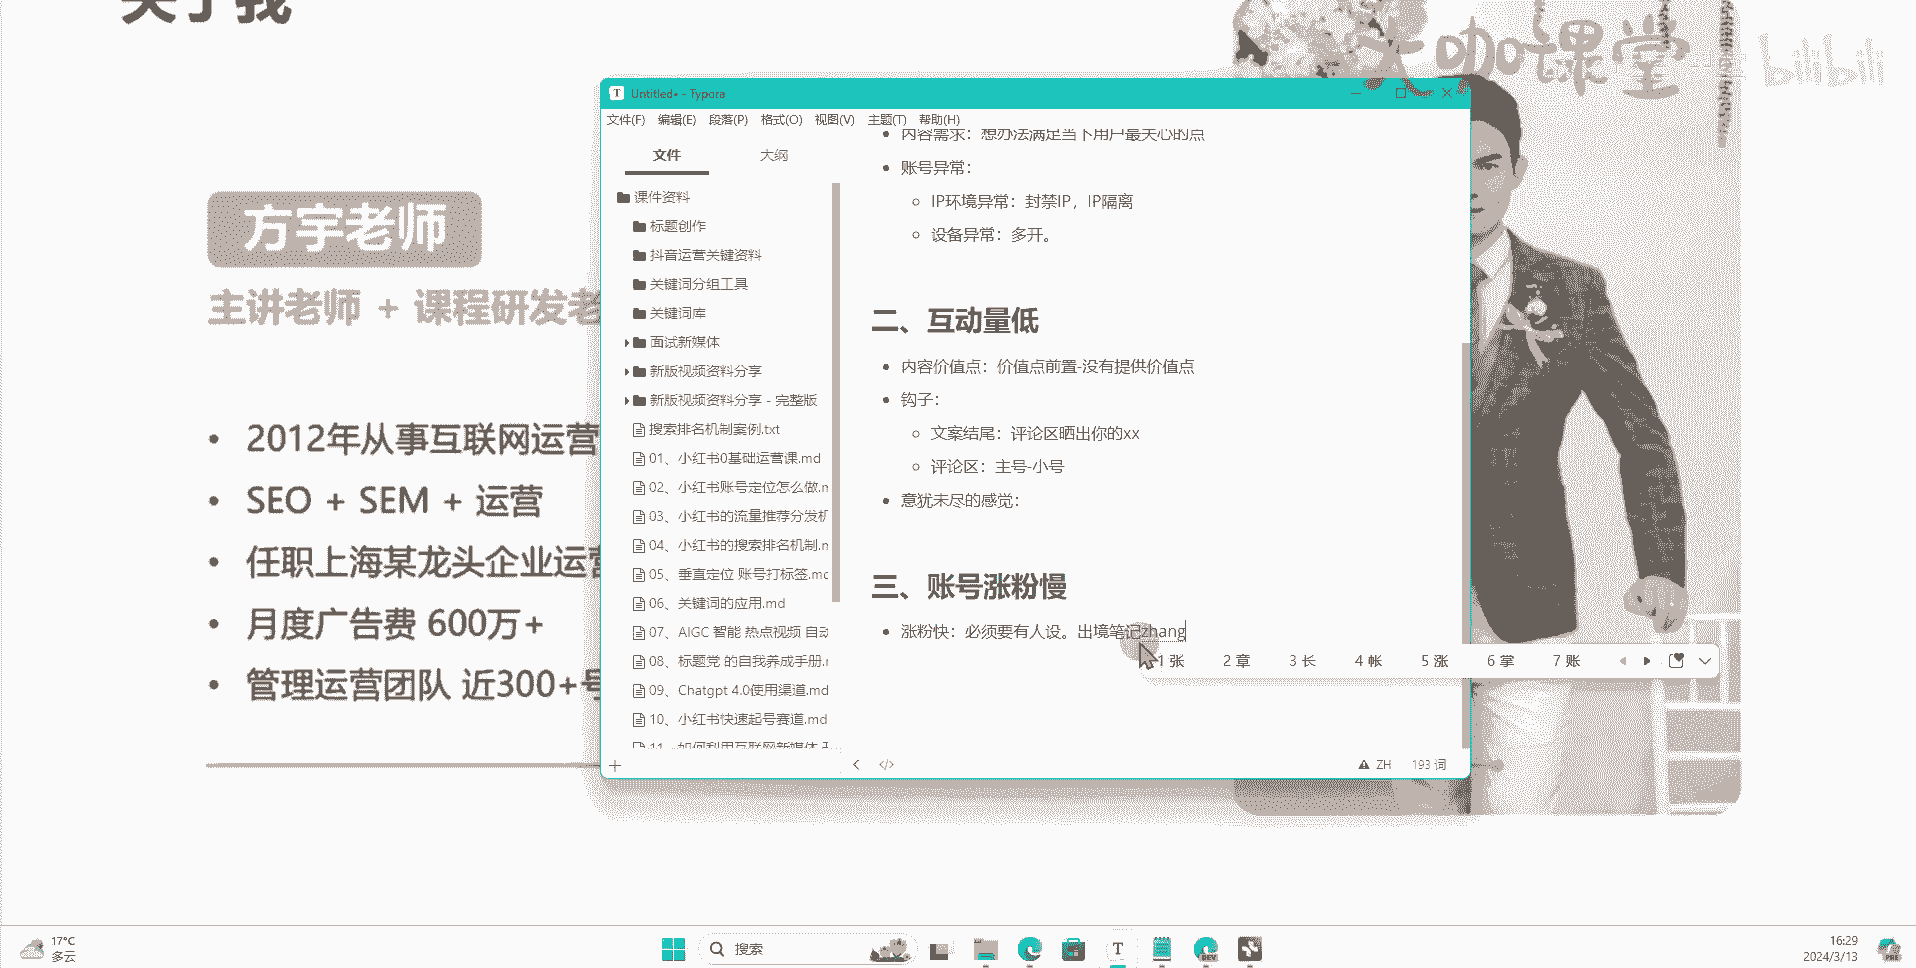 关于我
大咖课堂
bilibili
方宇老师
主讲老师 + 课程研发老
2012年从事互联网运营
SEO + SEM + 运营
任职上海某龙头企业运营
月度广告费 600万+
管理运营团队 近300+号
Untitled• - Typora
文件(F) 编辑(E) 段落(P) 格式(O) 视图(V) 主题(T) 帮助(H)
文件 大纲
课件资料
标题创作
抖音运营关键资料
关键词分组工具
关键词库
面试新媒体
新版视频资料分享
新版视频资料分享 - 完整版
搜索排名机制案例.txt
01、小红书0基础运营课.md
02、小红书账号定位怎么做.m
03、小红书的流量推荐分发机
04、小红书的搜索排名机制.m
05、垂直定位 账号打标签.md
06、关键词的应用.md
07、AIGC 智能 热点视频 自动
08、标题党 的自我养成手册.m
09、Chatgpt 4.0使用渠道.md
10、小红书快速起号赛道.md
11、如何利用互联网新媒体
内容需求：想办法满足当下用户最关心的点
账号异常：
IP环境异常：封禁IP，IP隔离
设备异常：多开。
二、互动量低
内容价值点：价值点前置-没有提供价值点
钩子：
文案结尾：评论区晒出你的xx
评论区：主号-小号
意犹未尽的感觉：
三、账号涨粉慢
涨粉快：必须要有人设。出境笔记zhang
1 张 2 章 3 长 4 帐 5 涨 6 掌 7 账
ZH 193 词
17°C
多云
搜索
DEV
16:29
2024/3/13
PRE